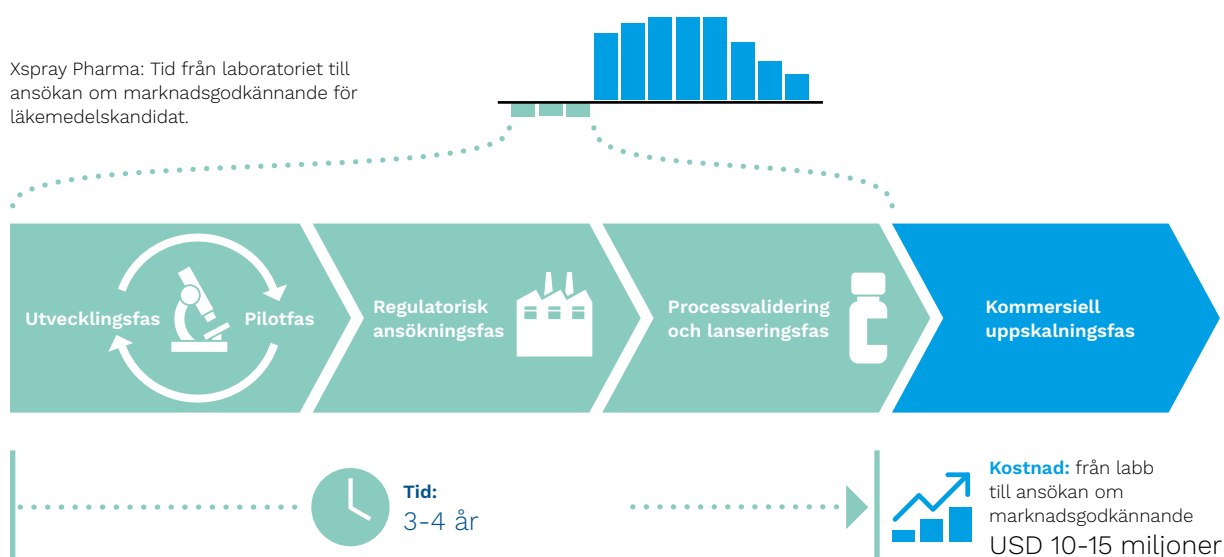 Xspray Pharma: Tid från laboratoriet till
ansökan om marknadsgodkännande för
läkemedelskandidat.
Utvecklingsfas
Pilotfas
Regulatorisk
ansökningsfas
Processvalidering
och lanseringsfas
Kommersiell
uppskalningsfas
Tid:
3-4 år
Kostnad: från labb
till ansökan om
marknadsgodkännande
USD 10-15 miljoner